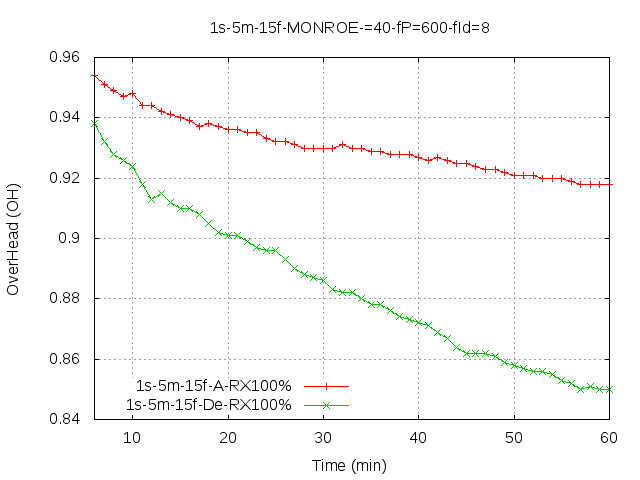 1s-5m-15f-MONROE-=40-fP=600-fId=8
0.96
0.94
0.92
0.9
0.88
0.86
0.84
OverHead (OH)
1s-5m-15f-A-RX100%
1s-5m-15f-De-RX100%
10 20 30 40 50 60
Time (min)